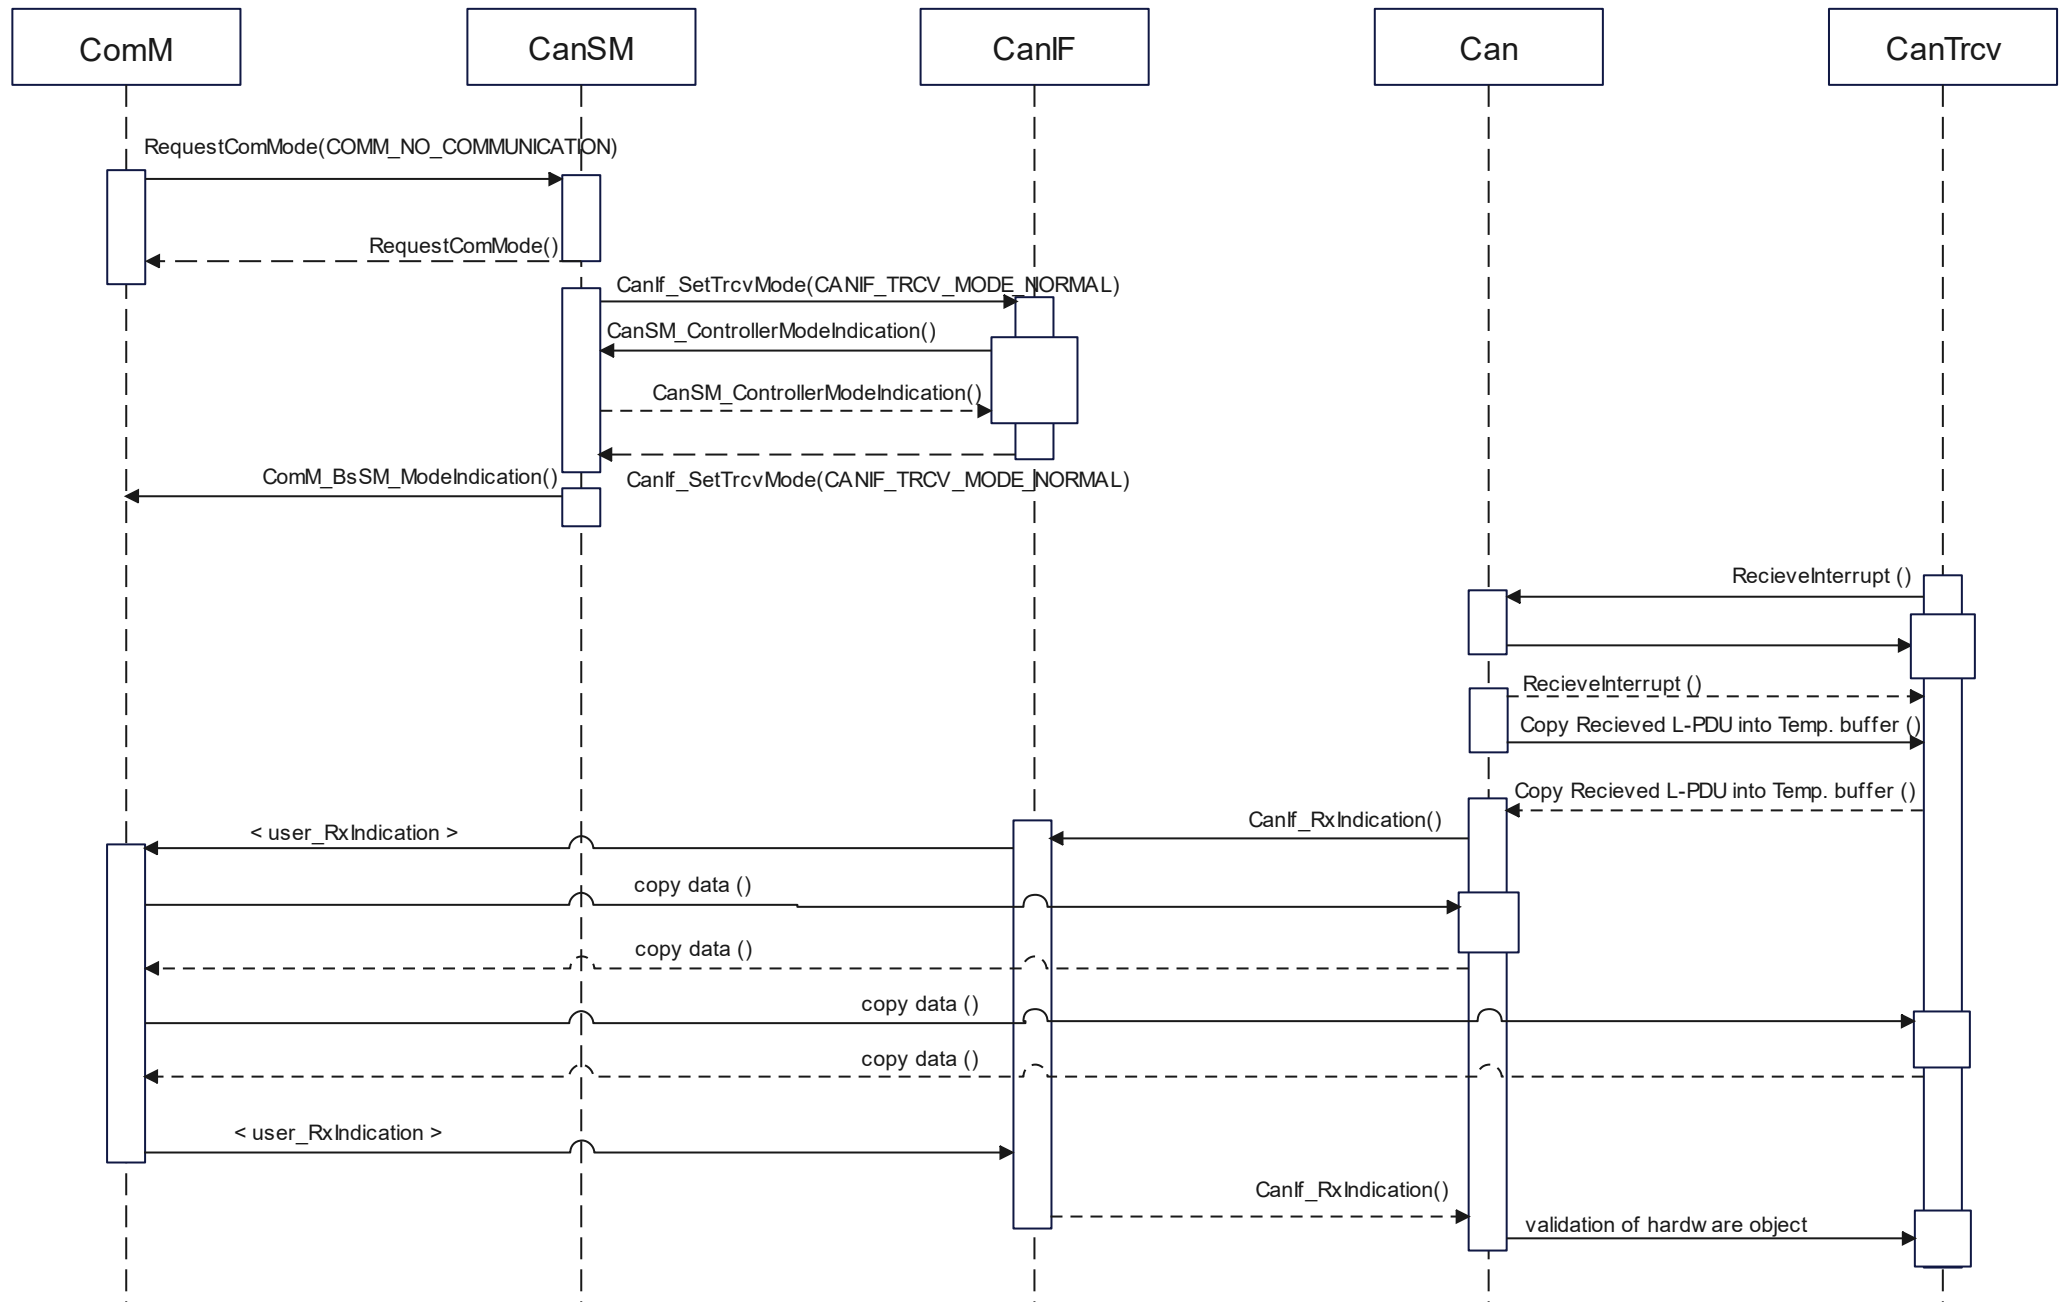 ComM
CanSM
CanIF
Can
CanTrcv
RequestComMode(COMM_NO_COMMUNICATION)
RequestComMode()
CanIf_SetTrcvMode(CANIF_TRCV_MODE_NORMAL)
CanSM_ControllerModeIndication()
CanSM_ControllerModeIndication()
ComM_BsSM_ModeIndication()
CanIf_SetTrcvMode(CANIF_TRCV_MODE_NORMAL)
RecieveInterrupt ()
RecieveInterrupt ()
Copy Recieved L-PDU into Temp. buffer ()
Copy Recieved L-PDU into Temp. buffer ()
CanIf_RxIndication()
< user_RxIndication >
copy data ()
copy data ()
copy data ()
copy data ()
< user_RxIndication >
CanIf_RxIndication()
validation of hardware object